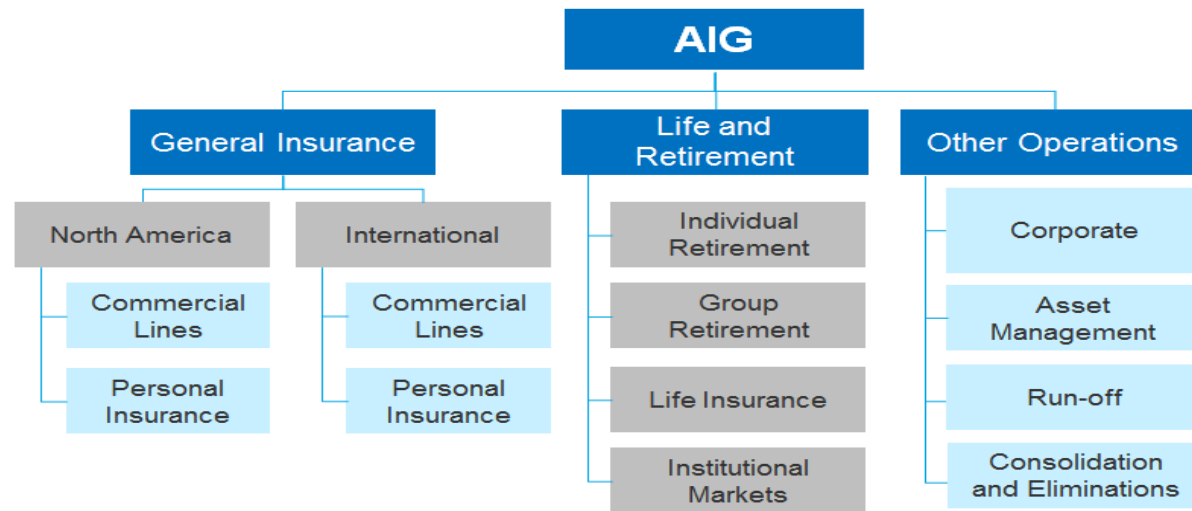 AIG
General Insurance
Life and
Retirement
Other Operations
North America
International
Commercial
Lines
Personal
Insurance
Commercial
Lines
Personal
Insurance
Individual
Retirement
Group
Retirement
Life Insurance
Institutional
Markets
Corporate
Asset
Management
Run-off
Consolidation
and Eliminations